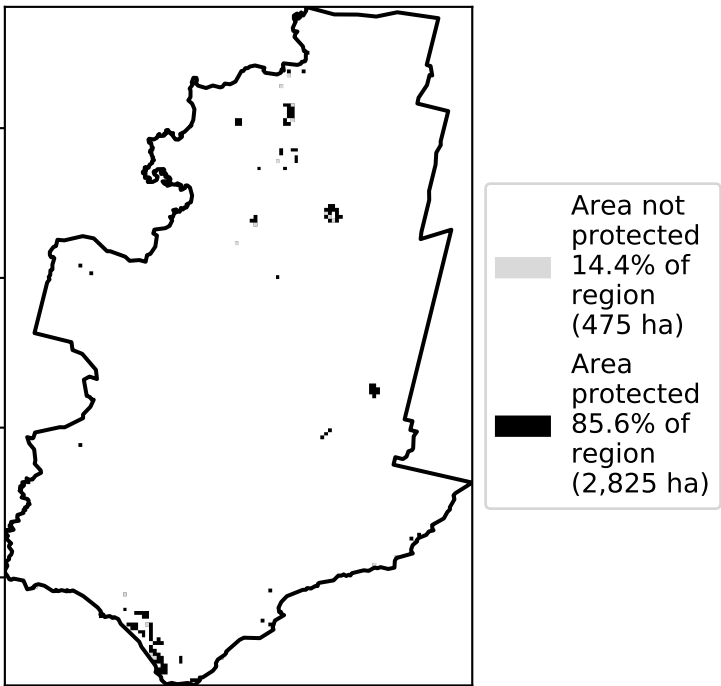 Area not
protected
14.4% of
region
(475 ha)
Area
protected
85.6% of
region
(2,825 ha)